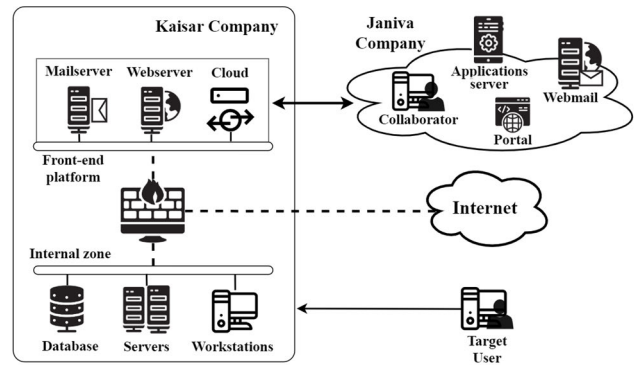 Kaisar Company
Mailserver
Webserver
Cloud
Front-end
platform
Internal zone
Database
Servers
Workstations
Janiva
Company
Applications
server
Webmail
Collaborator
Portal
Internet
Target
User